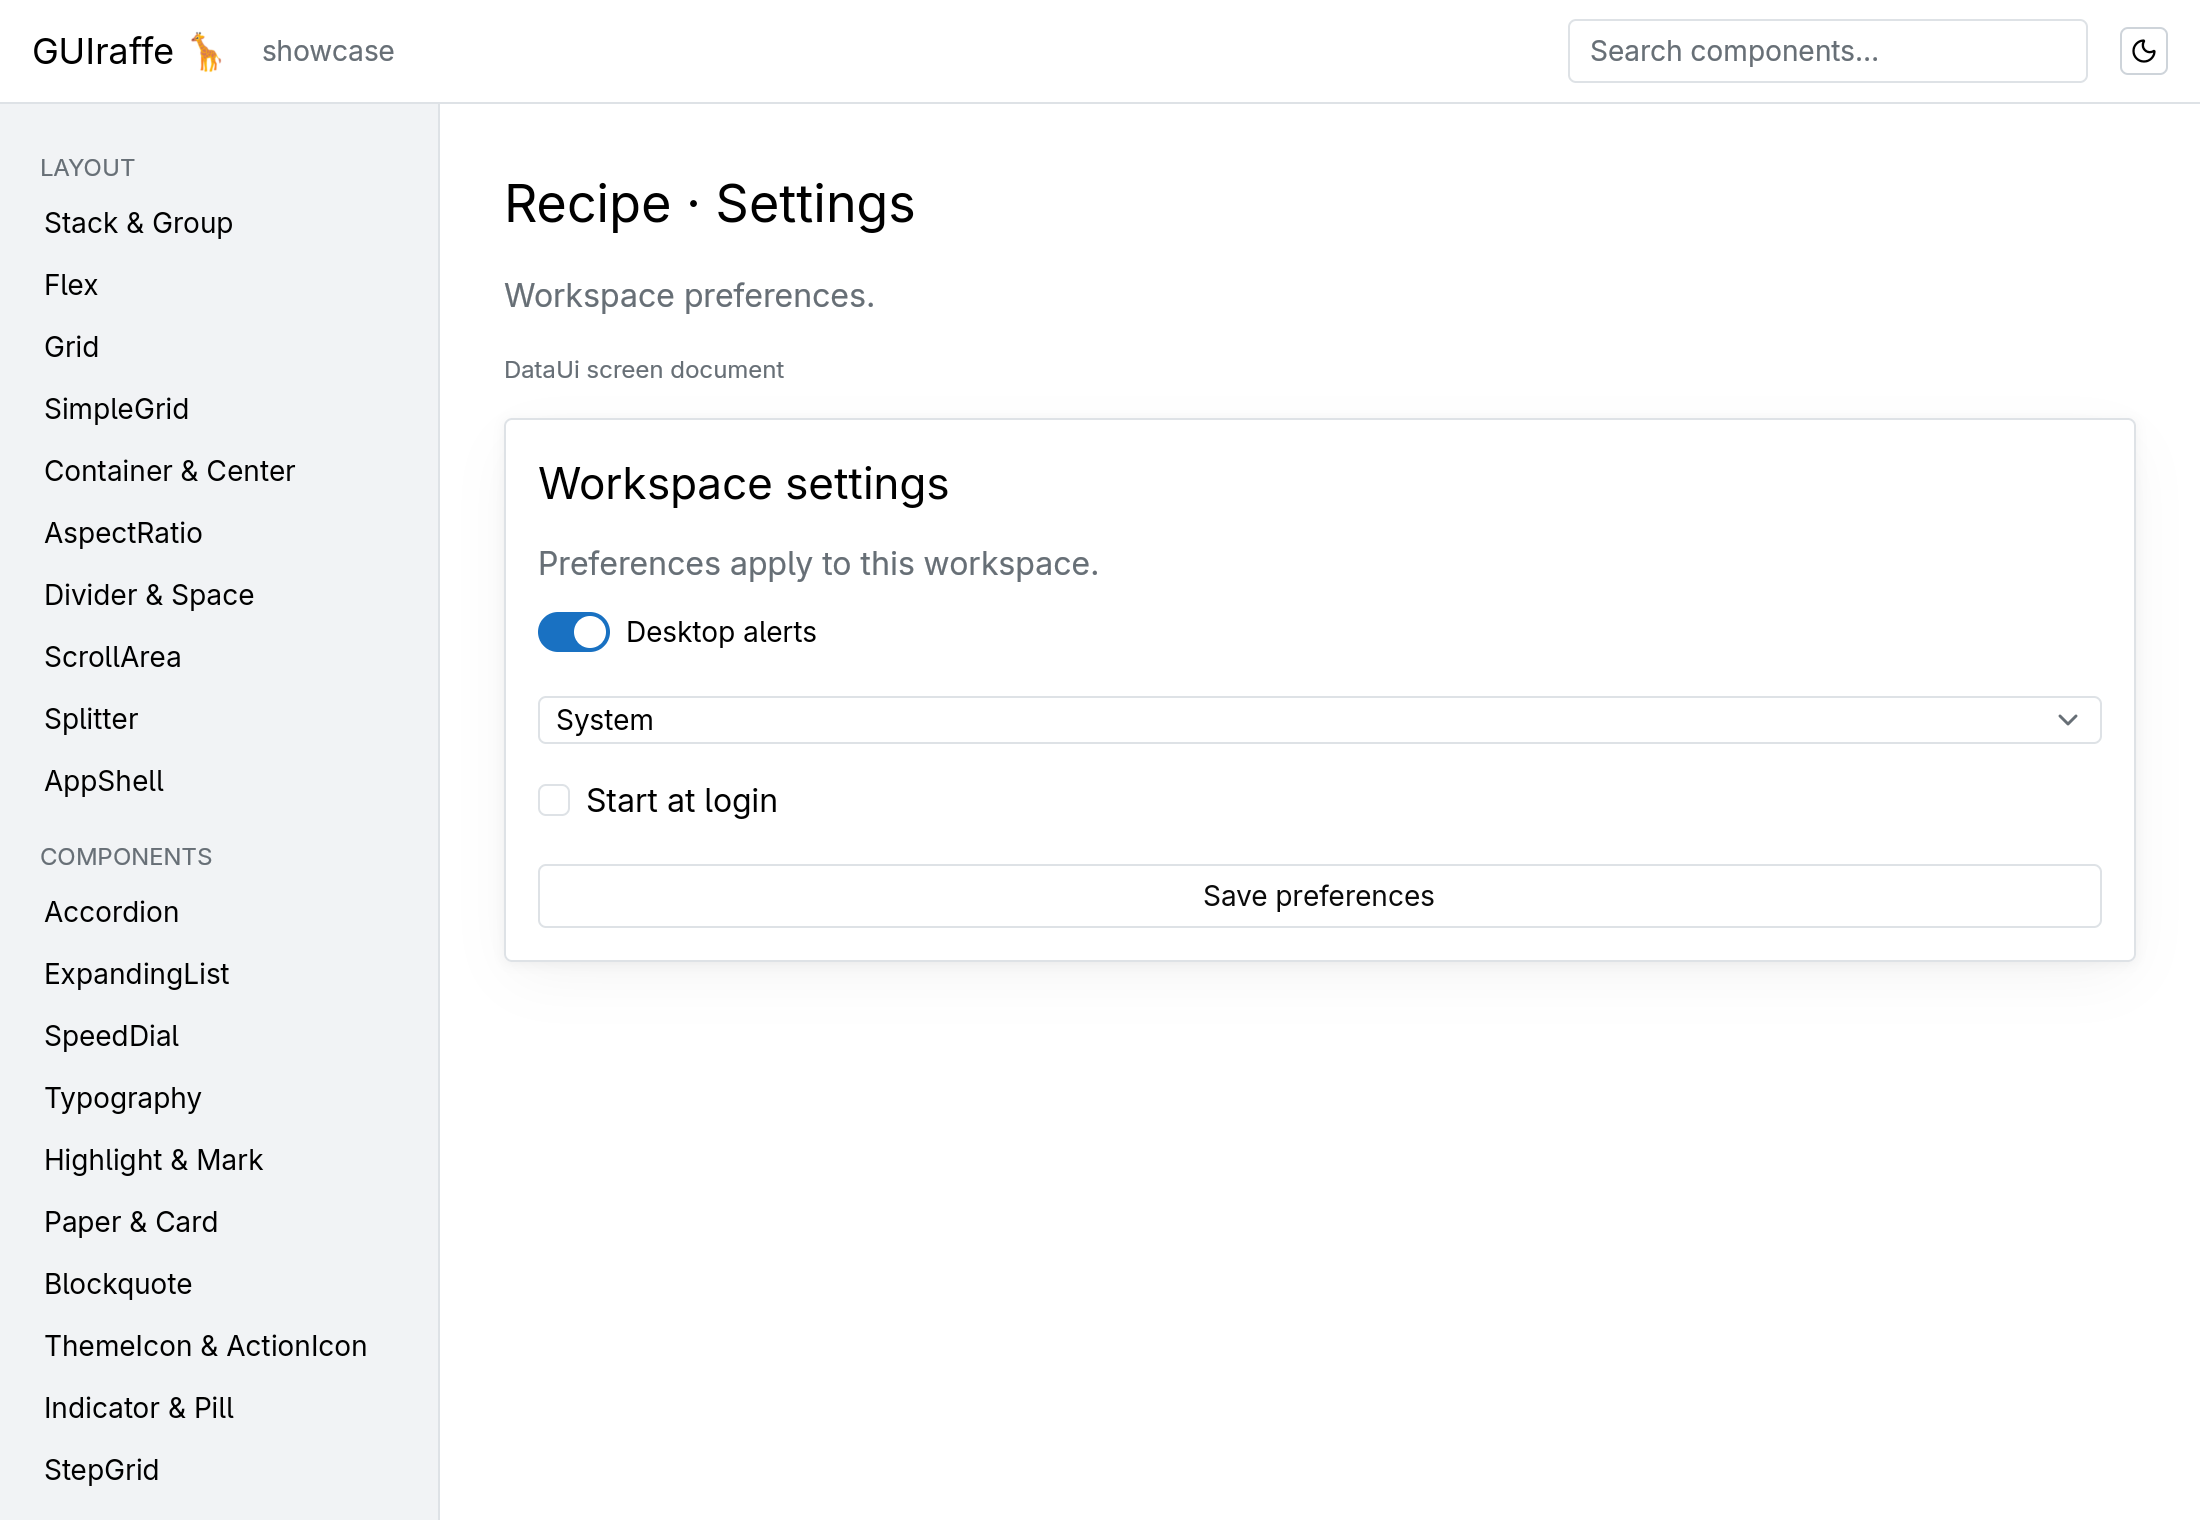 GUIraffe 🦒 showcase
Search components...
LAYOUT
Stack & Group
Flex
Grid
SimpleGrid
Container & Center
AspectRatio
Divider & Space
ScrollArea
Splitter
AppShell
COMPONENTS
Accordion
ExpandingList
SpeedDial
Typography
Highlight & Mark
Paper & Card
Blockquote
ThemeIcon & ActionIcon
Indicator & Pill
StepGrid
Recipe · Settings
Workspace preferences.
DataUi screen document
Workspace settings
Preferences apply to this workspace.
Desktop alerts
System
Start at login
Save preferences